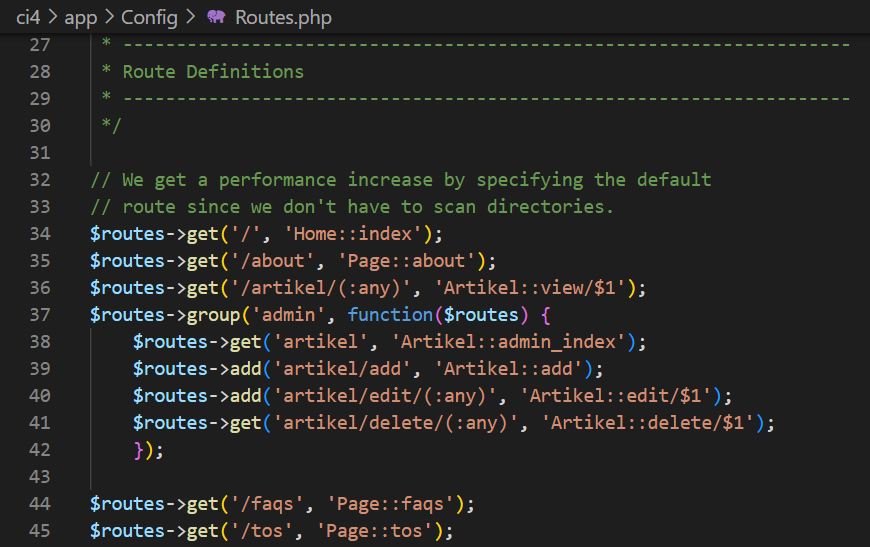 ci4 > app > Config > Routes.php
27 * -------------------------------------------------------------------
28 * Route Definitions
29 * -------------------------------------------------------------------
30 */
31
32 // We get a performance increase by specifying the default
33 // route since we don't have to scan directories.
34 $routes->get('/', 'Home::index');
35 $routes->get('/about', 'Page::about');
36 $routes->get('/artikel/(:any)', 'Artikel::view/$1');
37 $routes->group('admin', function($routes) {
38 $routes->get('artikel', 'Artikel::admin_index');
39 $routes->add('artikel/add', 'Artikel::add');
40 $routes->add('artikel/edit/(:any)', 'Artikel::edit/$1');
41 $routes->get('artikel/delete/(:any)', 'Artikel::delete/$1');
42 });
43
44 $routes->get('/faqs', 'Page::faqs');
45 $routes->get('/tos', 'Page::tos');